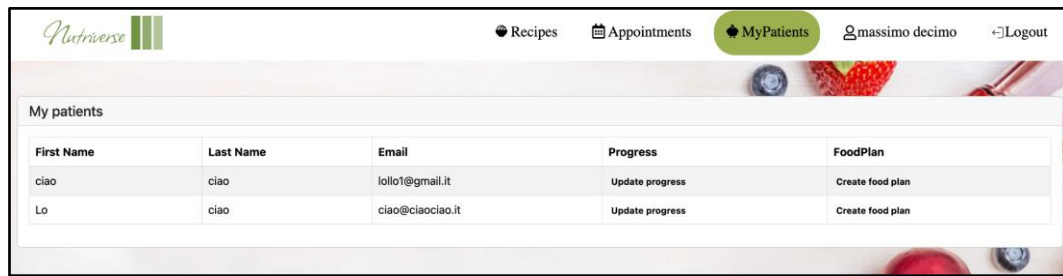 Nutriverse
Recipes Appointments MyPatients massimo decimo Logout
My patients
First Name Last Name Email Progress FoodPlan
ciao ciao lollo1@gmail.it Update progress Create food plan
Lo ciao ciao@ciaociao.it Update progress Create food plan